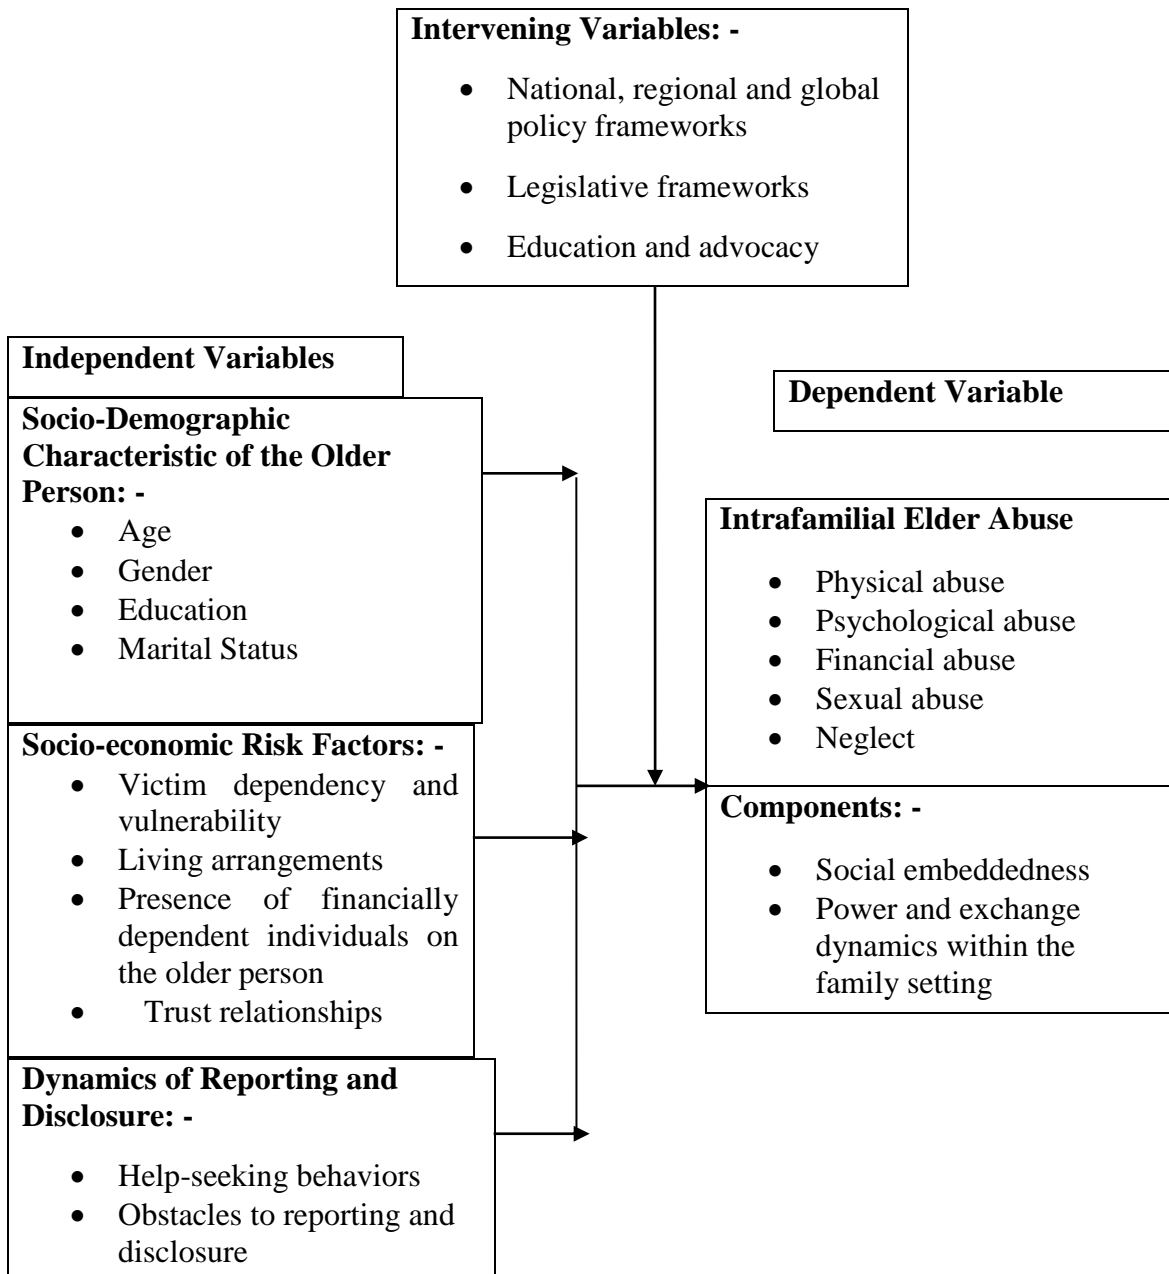 Intervening Variables: -
• National, regional and global
policy frameworks
• Legislative frameworks
• Education and advocacy
Independent Variables
Socio-Demographic
Characteristic of the Older
Person: -
• Age
• Gender
• Education
• Marital Status
Socio-economic Risk Factors: -
• Victim dependency and
vulnerability
• Living arrangements
• Presence of financially
dependent individuals on
the older person
• Trust relationships
Dynamics of Reporting and
Disclosure: -
• Help-seeking behaviors
• Obstacles to reporting and
disclosure
Dependent Variable
Intrafamilial Elder Abuse
• Physical abuse
• Psychological abuse
• Financial abuse
• Sexual abuse
• Neglect
Components: -
• Social embeddedness
• Power and exchange
dynamics within the
family setting